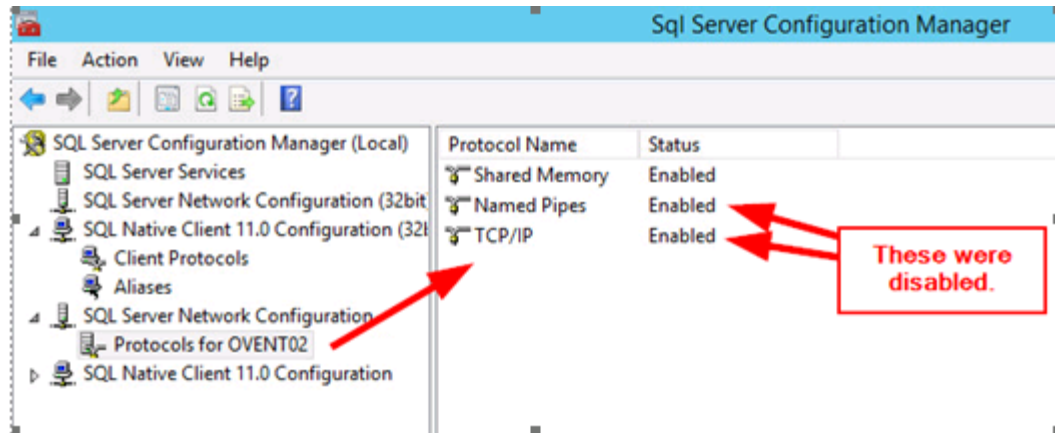 Sql Server Configuration Manager
File Action View Help
SQL Server Configuration Manager (Local)
SQL Server Services
SQL Server Network Configuration (32bit
SQL Native Client 11.0 Configuration (32b
Client Protocols
Aliases
SQL Server Network Configuration
Protocols for OVENT02
SQL Native Client 11.0 Configuration
Protocol Name Status
Shared Memory Enabled
Named Pipes Enabled
TCP/IP Enabled
These were
disabled.